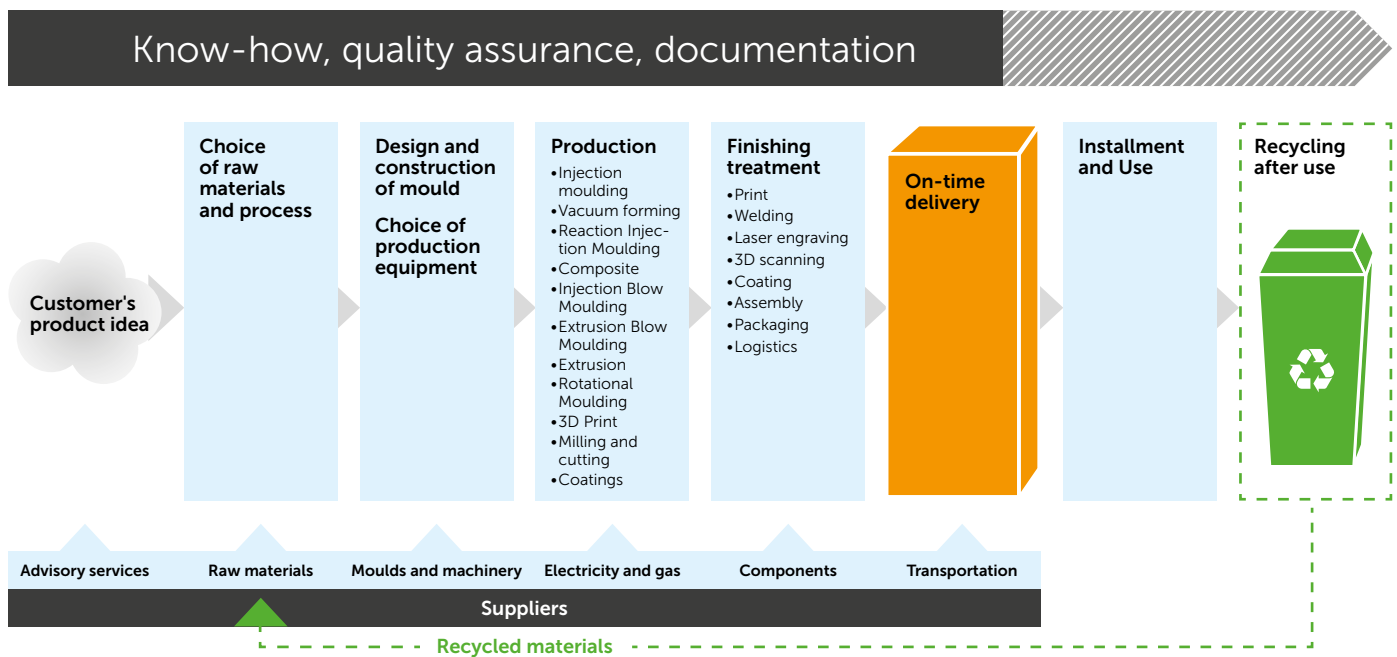 Know-how, quality assurance, documentation
Customer's
product idea
Choice
of raw
materials
and process
Design and
construction
of mould
Choice of
production
equipment
Production
•Injection
moulding
•Vacuum forming
•Reaction Injec-
tion Moulding
•Composite
•Injection Blow
Moulding
•Extrusion Blow
Moulding
•Extrusion
•Rotational
Moulding
•3D Print
•Milling and
cutting
•Coatings
Finishing
treatment
•Print
•Welding
•Laser engraving
•3D scanning
•Coating
•Assembly
•Packaging
•Logistics
On-time
delivery
Installment
and Use
Recycling
after use
Advisory services
Raw materials
Moulds and machinery
Electricity and gas
Components
Transportation
Suppliers
Recycled materials